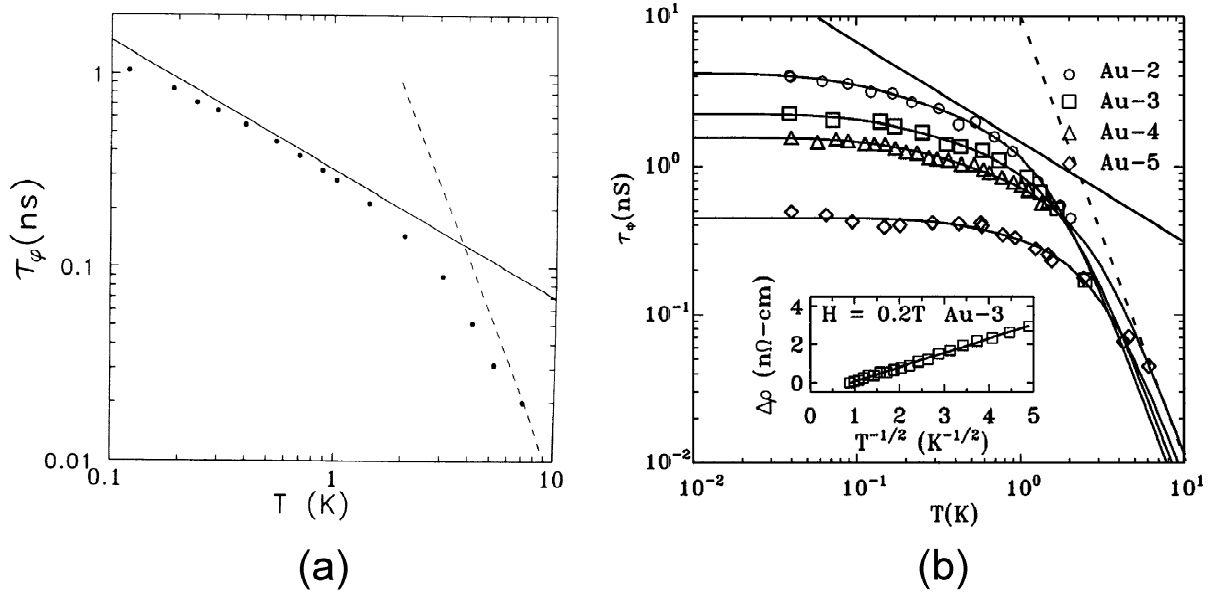 1
0.1
0.01
0.1
1
10
τφ(ns)
T (K)
(a)
10¹
10⁰
10⁻¹
10⁻²
10⁻²
10⁻¹
10⁰
10¹
τΦ(nS)
T(K)
Au-2
Au-3
Au-4
Au-5
H = 0.2T Au-3
4
2
0
0 1 2 3 4 5
Δρ (nΩ-cm)
T⁻¹/² (K⁻¹/²)
(b)